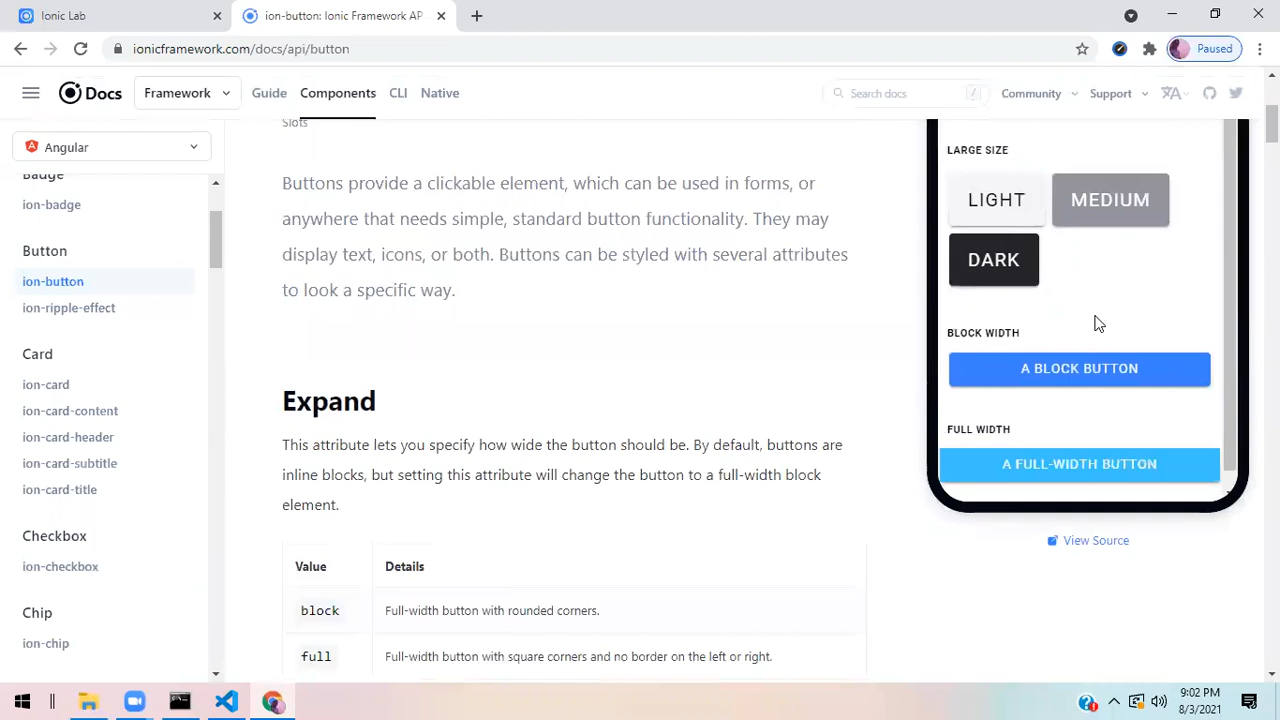 Ionic Lab
ion-button: Ionic Framework AP
ionicframework.com/docs/api/button
Paused
Docs
Framework
Guide
Components
CLI
Native
Search docs
/
Community
Support
Angular
Badge
ion-badge
Button
ion-button
ion-ripple-effect
Card
ion-card
ion-card-content
ion-card-header
ion-card-subtitle
ion-card-title
Checkbox
ion-checkbox
Chip
ion-chip
Slots
Buttons provide a clickable element, which can be used in forms, or
anywhere that needs simple, standard button functionality. They may
display text, icons, or both. Buttons can be styled with several attributes
to look a specific way.
Expand
This attribute lets you specify how wide the button should be. By default, buttons are
inline blocks, but setting this attribute will change the button to a full-width block
element.
Value Details
block Full-width button with rounded corners.
full Full-width button with square corners and no border on the left or right.
LARGE SIZE
LIGHT MEDIUM
DARK
BLOCK WIDTH
A BLOCK BUTTON
FULL WIDTH
A FULL-WIDTH BUTTON
View Source
9:02 PM
8/3/2021